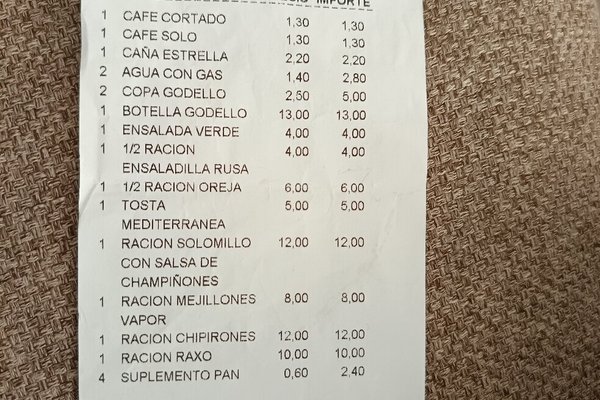 IMPORTE
1 CAFE CORTADO 1,30 1,30
1 CAFE SOLO 1,30 1,30
1 CAÑA ESTRELLA 2,20 2,20
2 AGUA CON GAS 1,40 2,80
2 COPA GODELLO 2,50 5,00
1 BOTELLA GODELLO 13,00 13,00
1 ENSALADA VERDE 4,00 4,00
1 1/2 RACION 4,00 4,00
ENSALADILLA RUSA
1 1/2 RACION OREJA 6,00 6,00
1 TOSTA 5,00 5,00
MEDITERRANEA
1 RACION SOLOMILLO 12,00 12,00
CON SALSA DE
CHAMPIÑONES
1 RACION MEJILLONES 8,00 8,00
VAPOR
1 RACION CHIPIRONES 12,00 12,00
1 RACION RAXO 10,00 10,00
4 SUPLEMENTO PAN 0,60 2,40